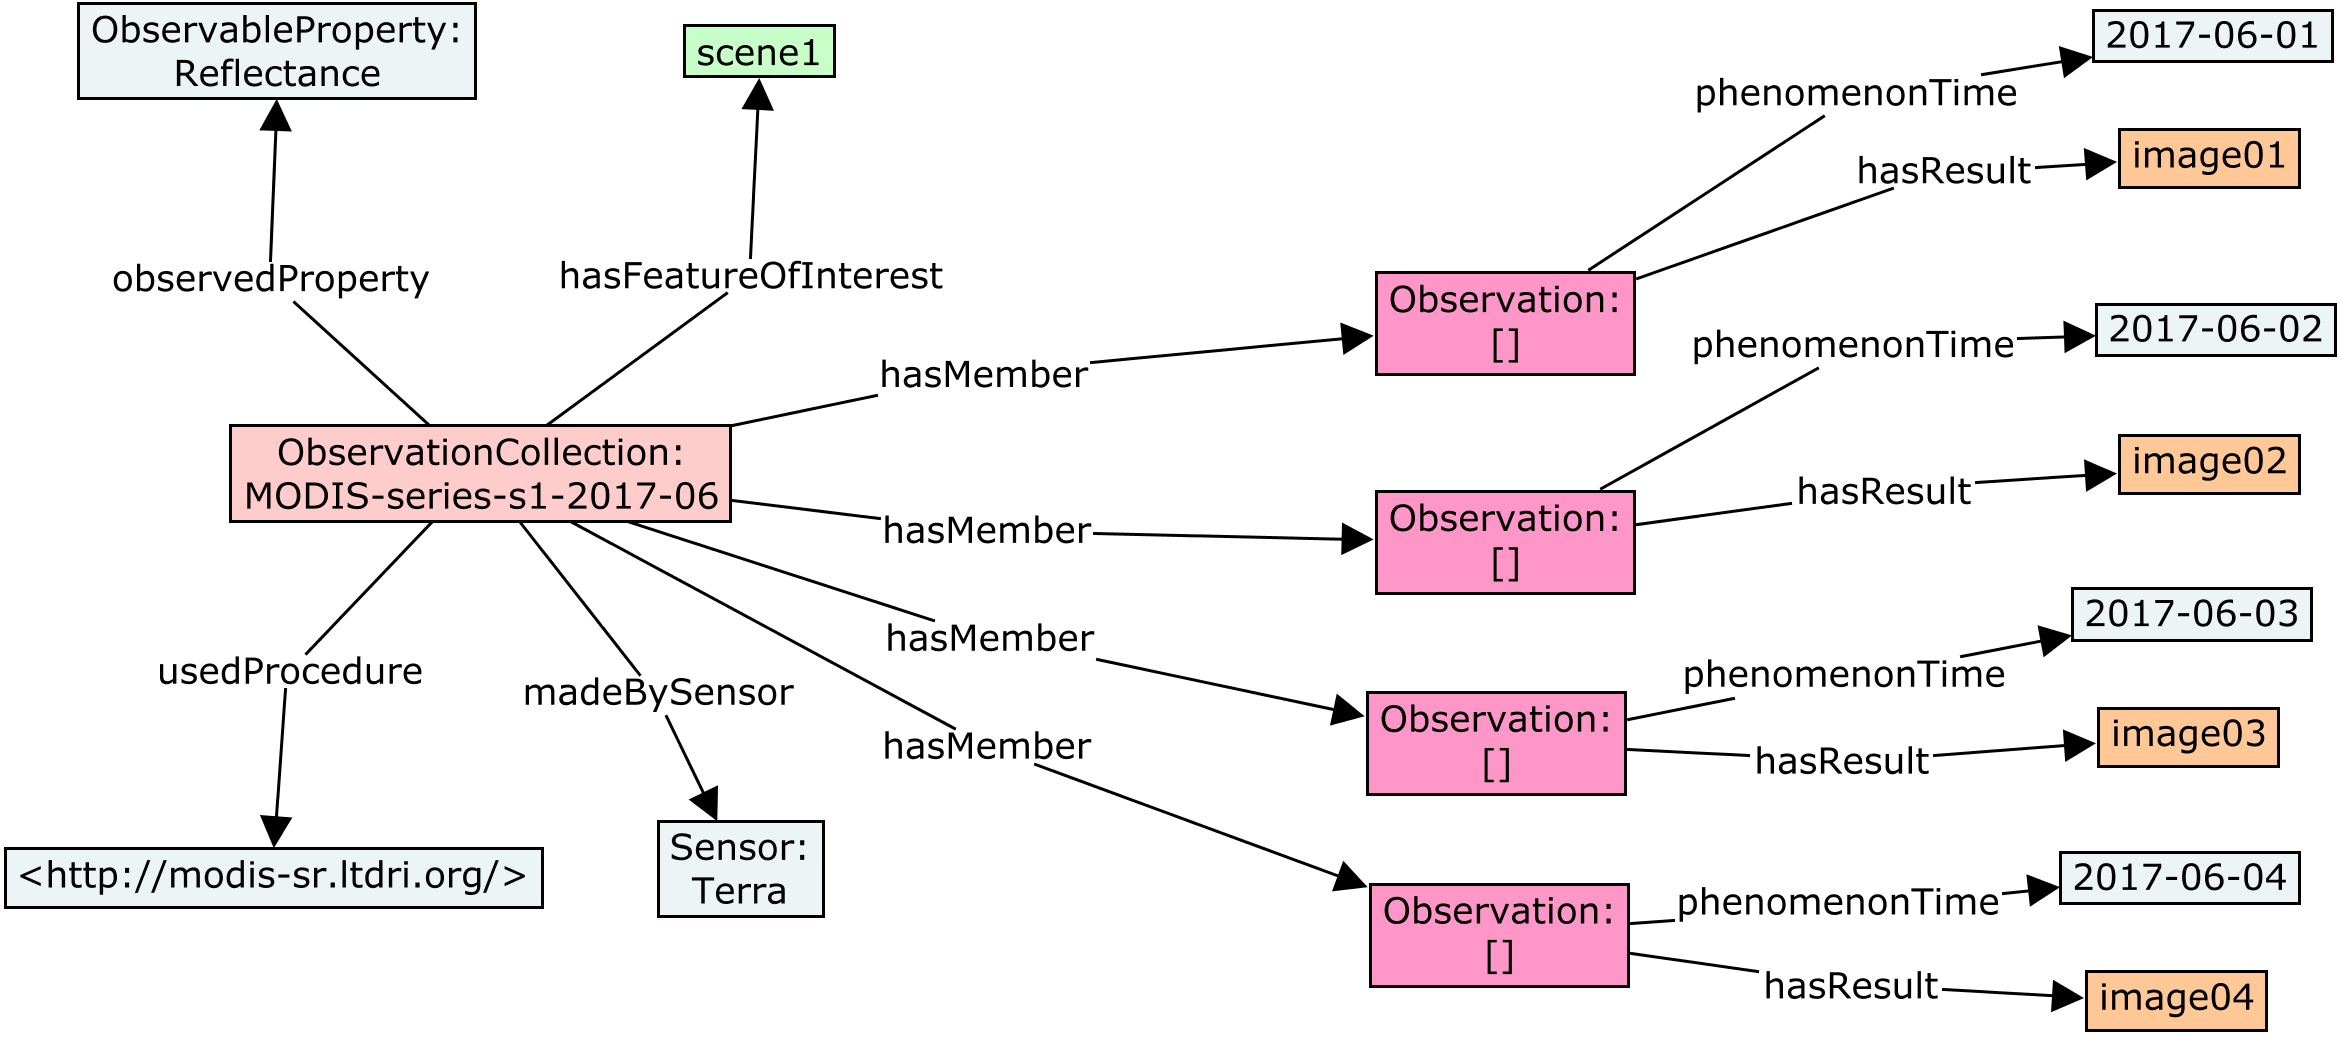 ObservableProperty:
Reflectance
scene1
observedProperty
hasFeatureOfInterest
ObservationCollection:
MODIS-series-s1-2017-06
usedProcedure
<http://modis-sr.ltdri.org/>
madeBySensor
Sensor:
Terra
hasMember
Observation:
[]
phenomenonTime
2017-06-01
hasResult
image01
hasMember
Observation:
[]
phenomenonTime
2017-06-02
hasResult
image02
hasMember
Observation:
[]
phenomenonTime
2017-06-03
hasResult
image03
hasMember
Observation:
[]
phenomenonTime
2017-06-04
hasResult
image04